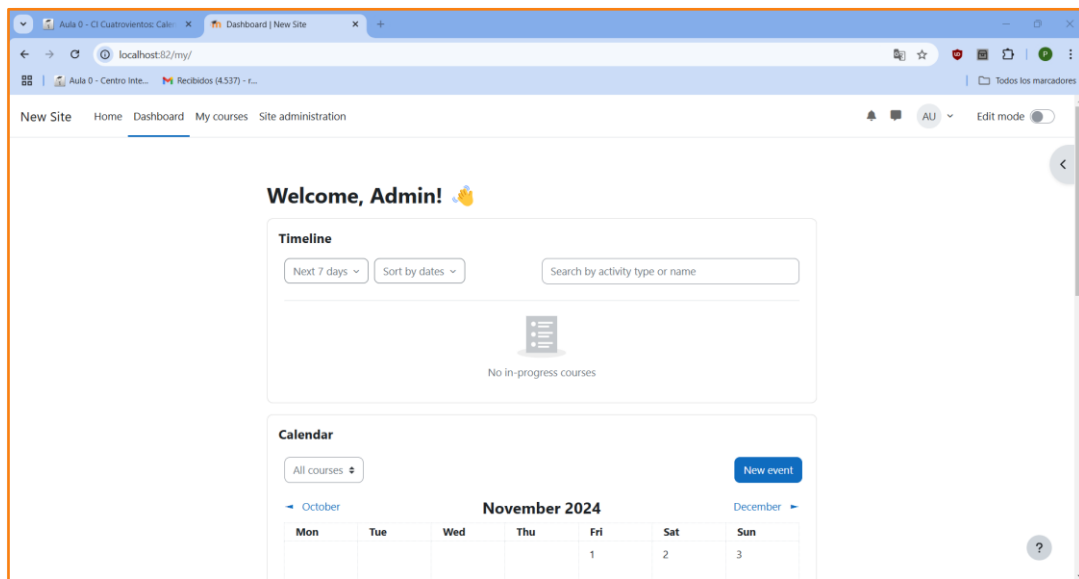 Aula 0 - CI Cuatrovientos: Caler
Dashboard | New Site
localhost:82/my/
P
Aula 0 - Centro Inte...
Recibidos (4.537) - r...
Todos los marcadores
New Site Home Dashboard My courses Site administration
AU
Edit mode
Welcome, Admin!
Timeline
Next 7 days
Sort by dates
Search by activity type or name
No in-progress courses
Calendar
All courses
New event
October
November 2024
December
Mon Tue Wed Thu Fri Sat Sun
1 2 3
?